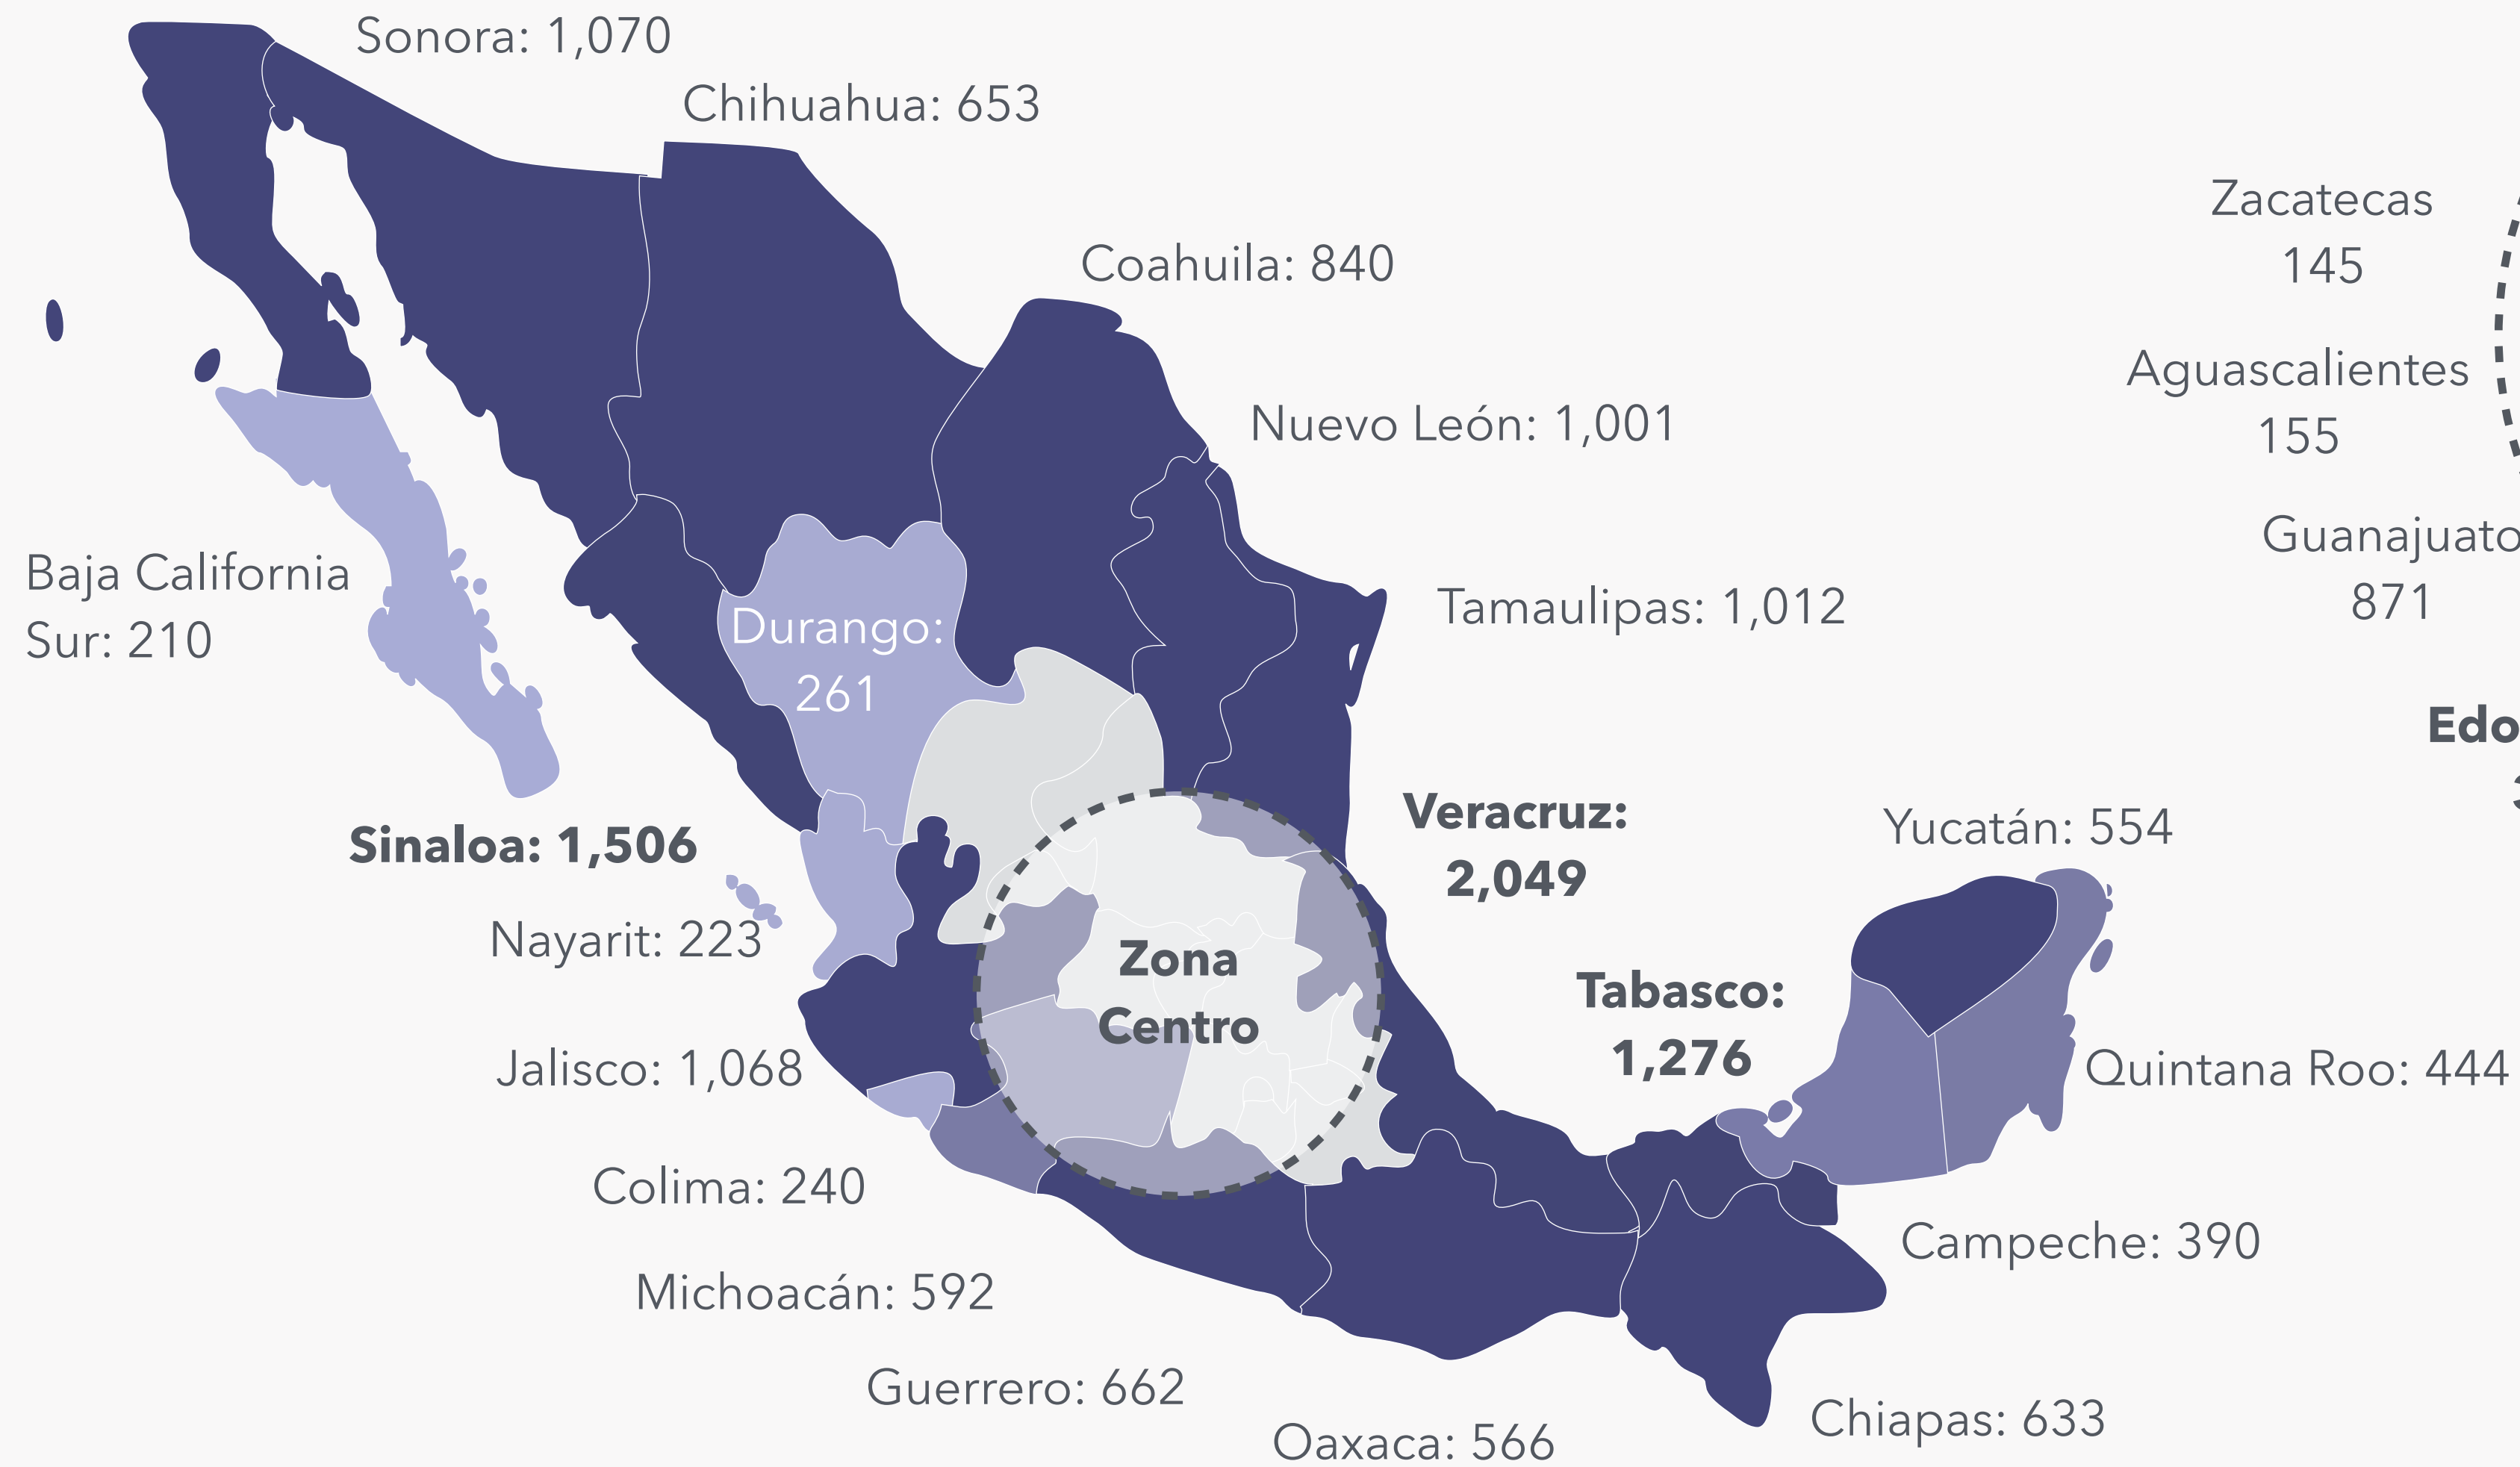 Sonora: 1,070
Chihuahua: 653
Coahuila: 840
Nuevo León: 1,001
Tamaulipas: 1,012
Baja California
Sur: 210
Durango:
261
Sinaloa: 1,506
Nayarit: 223
Jalisco: 1,068
Colima: 240
Michoacán: 592
Guerrero: 662
Oaxaca: 566
Zona
Centro
Veracruz:
2,049
Tabasco:
1,276
Yucatán: 554
Quintana Roo: 444
Campeche: 390
Chiapas: 633
Zacatecas
145
Aguascalientes
155
Guanajuato
871
Edo